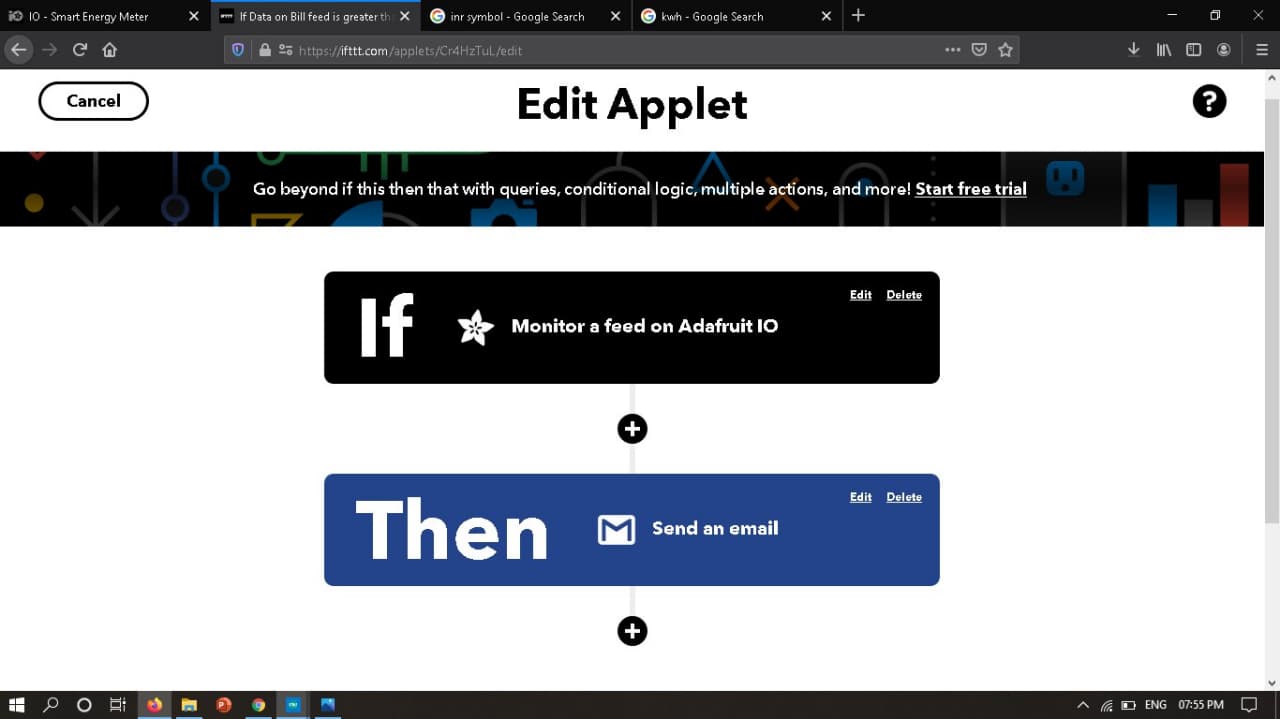 IO - Smart Energy Meter
If Data on Bill feed is greater th
inr symbol - Google Search
kwh - Google Search
https://ifttt.com/applets/Cr4HzTuL/edit
Cancel
Edit Applet
?
Go beyond if this then that with queries, conditional logic, multiple actions, and more! Start free trial
If
Monitor a feed on Adafruit IO
Edit Delete
Then
Send an email
Edit Delete
ENG 07:55 PM